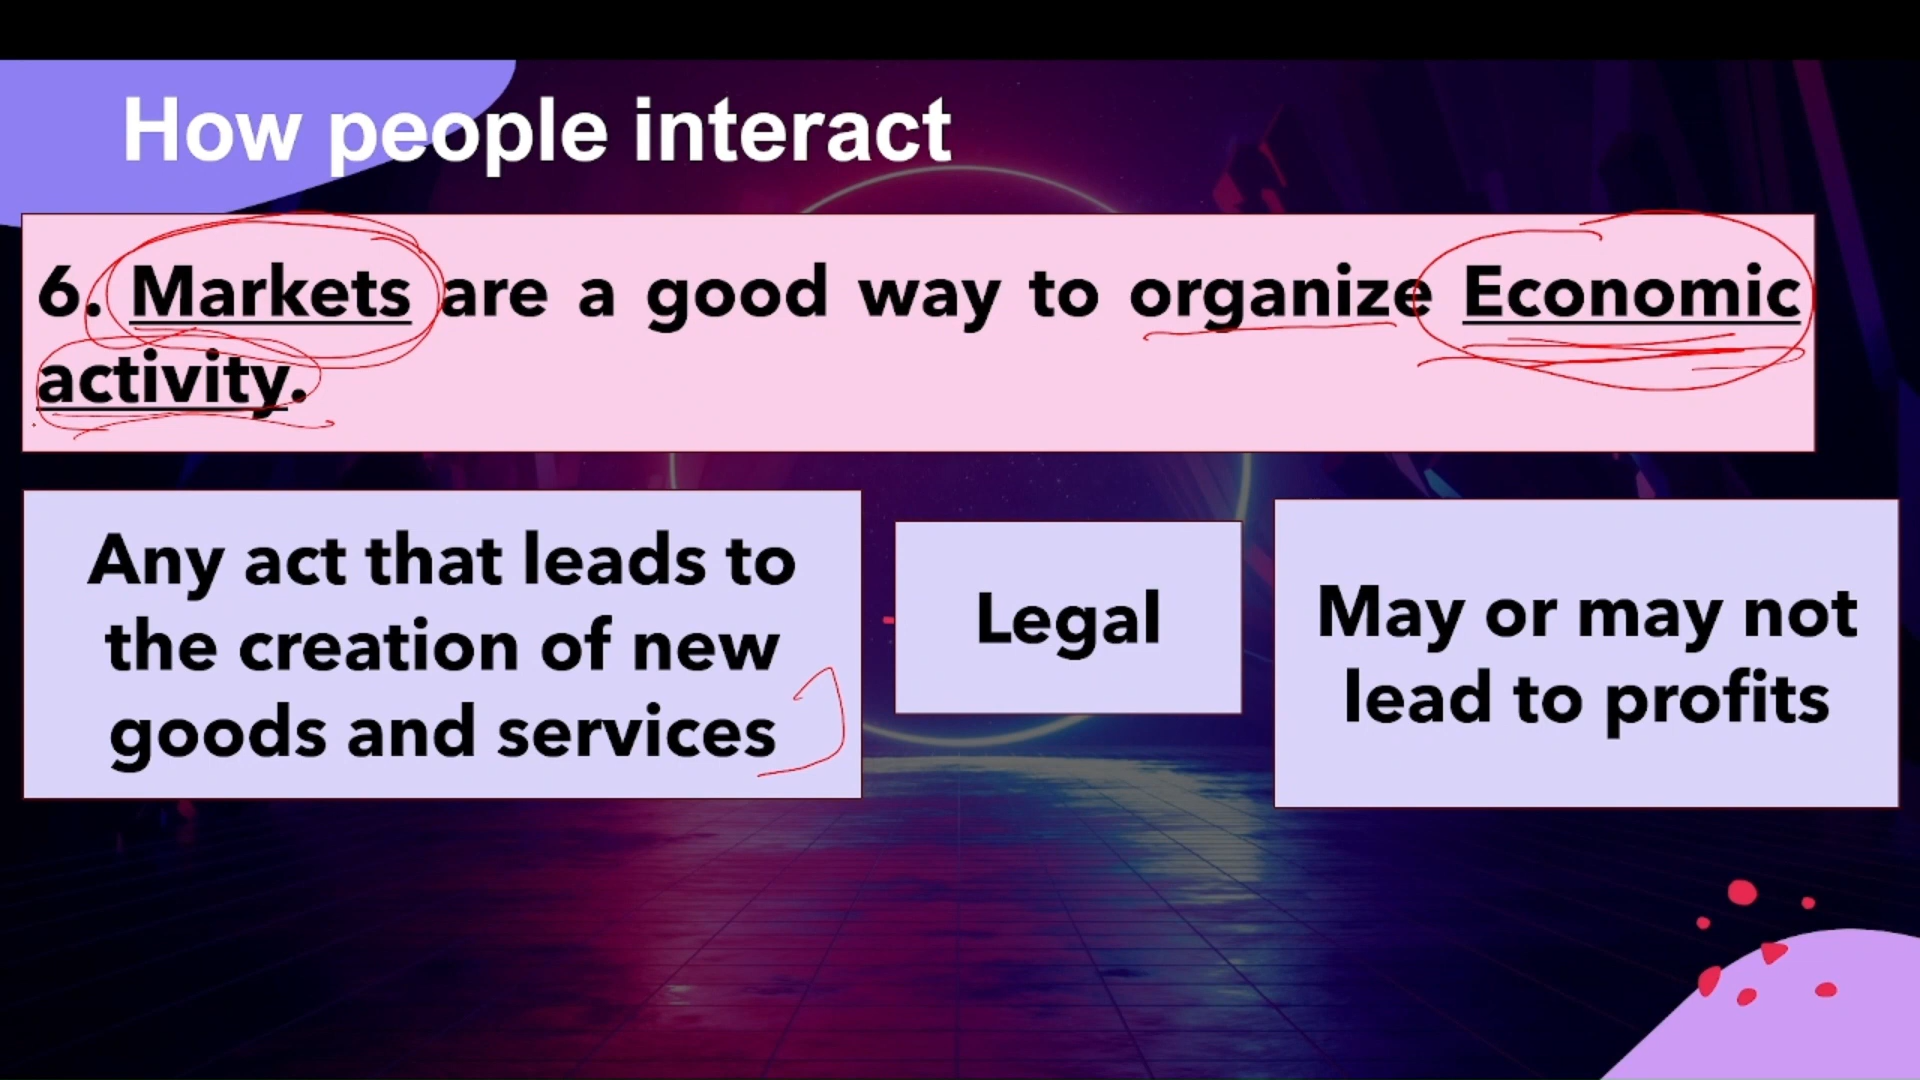 How people interact
6. Markets are a good way to organize Economic
activity.
Any act that leads to
the creation of new
goods and services
Legal
May or may not
lead to profits